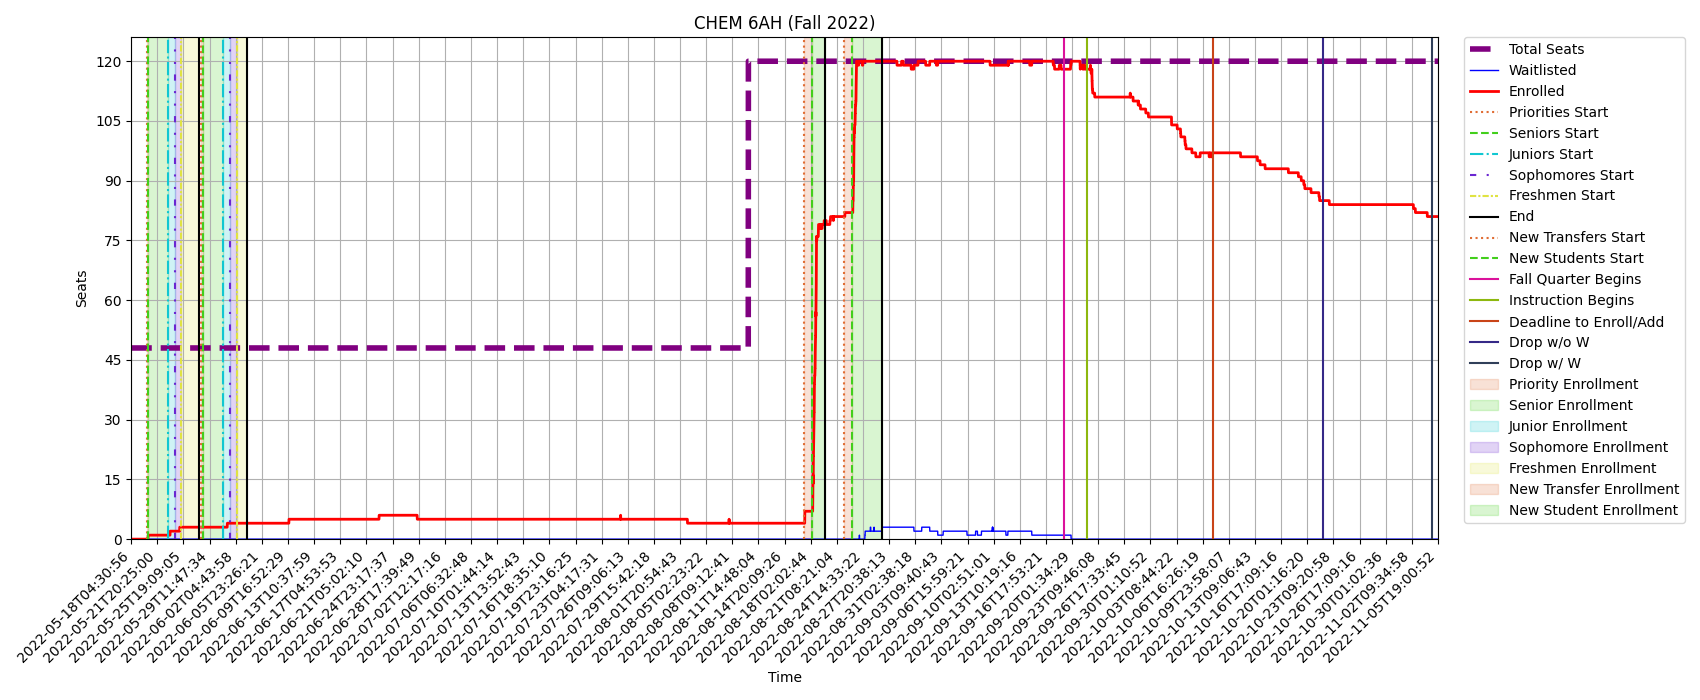 CHEM 6AH (Fall 2022)
Seats
120
105
90
75
60
45
30
15
0
2022-05-18T04:30:56
2022-05-21T20:25:00
2022-05-25T19:09:05
2022-05-29T11:47:34
2022-06-02T04:43:58
2022-06-05T23:26:21
2022-06-09T16:52:29
2022-06-13T10:37:59
2022-06-17T04:53:53
2022-06-21T05:02:10
2022-06-24T23:17:37
2022-06-28T17:39:49
2022-07-02T12:17:16
2022-07-06T06:32:48
2022-07-10T01:44:14
2022-07-13T13:52:43
2022-07-16T18:35:10
2022-07-19T23:16:25
2022-07-23T04:17:31
2022-07-26T09:06:13
2022-07-29T15:42:18
2022-08-01T20:54:43
2022-08-05T02:23:22
2022-08-08T09:12:41
2022-08-11T14:48:04
2022-08-14T20:09:26
2022-08-18T03:02:44
2022-08-21T08:21:04
2022-08-24T14:33:22
2022-08-27T20:38:13
2022-08-31T02:38:18
2022-09-03T09:40:43
2022-09-06T15:59:21
2022-09-10T02:51:01
2022-09-13T10:19:16
2022-09-16T17:53:21
2022-09-20T01:34:29
2022-09-23T09:46:08
2022-09-26T17:33:45
2022-09-30T01:10:52
2022-10-03T08:44:22
2022-10-06T16:26:19
2022-10-09T23:58:07
2022-10-13T09:06:43
2022-10-16T17:09:16
2022-10-20T01:16:20
2022-10-23T09:20:58
2022-10-26T17:09:16
2022-10-30T01:02:36
2022-11-02T09:34:58
2022-11-05T19:00:52
Time
Total Seats
Waitlisted
Enrolled
Priorities Start
Seniors Start
Juniors Start
Sophomores Start
Freshmen Start
End
New Transfers Start
New Students Start
Fall Quarter Begins
Instruction Begins
Deadline to Enroll/Add
Drop w/o W
Drop w/ W
Priority Enrollment
Senior Enrollment
Junior Enrollment
Sophomore Enrollment
Freshmen Enrollment
New Transfer Enrollment
New Student Enrollment